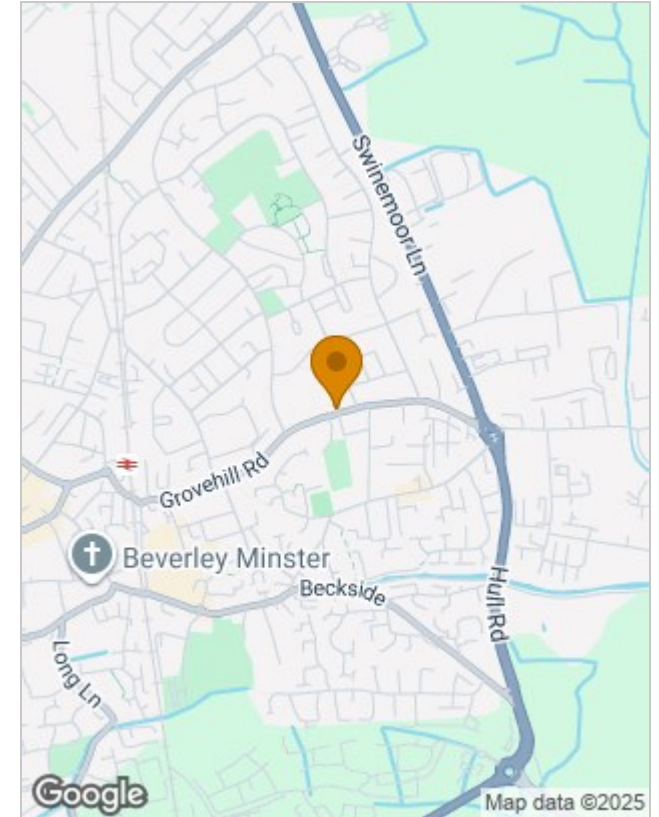 Swinemoor Ln
Grovehill Rd
Beverley Minster
Beckside
Hull Rd
Long Ln
Google
Map data ©2025